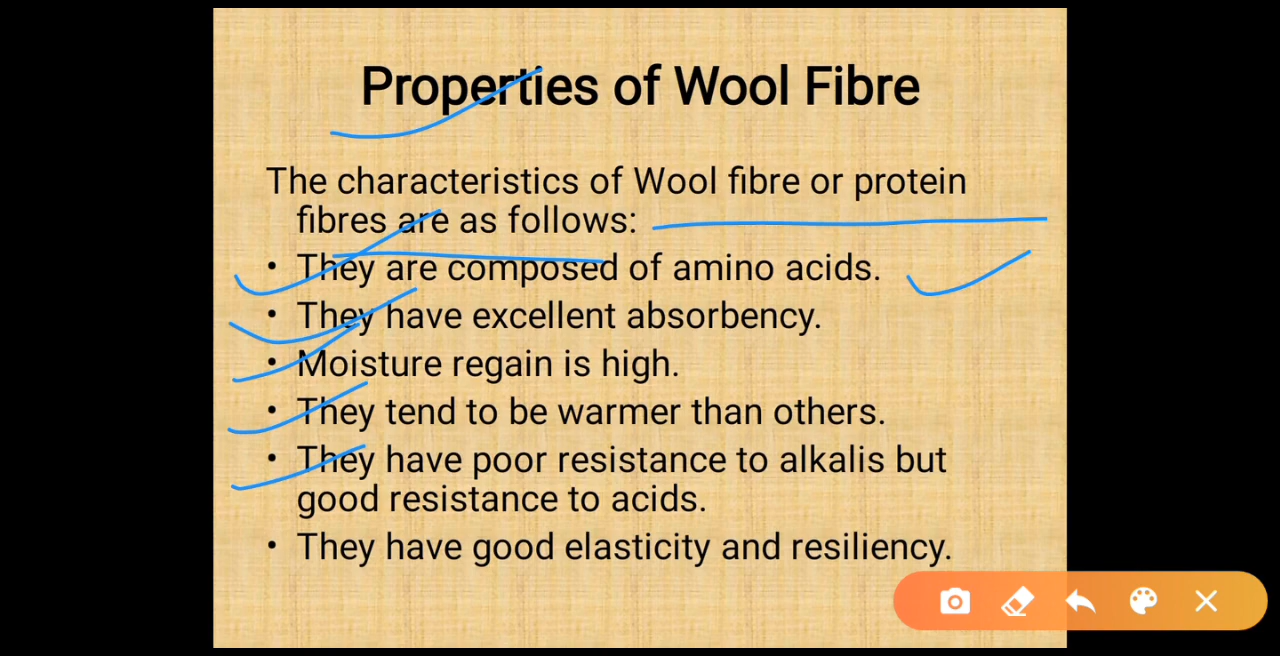 Properties of Wool Fibre
The characteristics of Wool fibre or protein
fibres are as follows:
• They are composed of amino acids.
• They have excellent absorbency.
• Moisture regain is high.
• They tend to be warmer than others.
• They have poor resistance to alkalis but
good resistance to acids.
• They have good elasticity and resiliency.